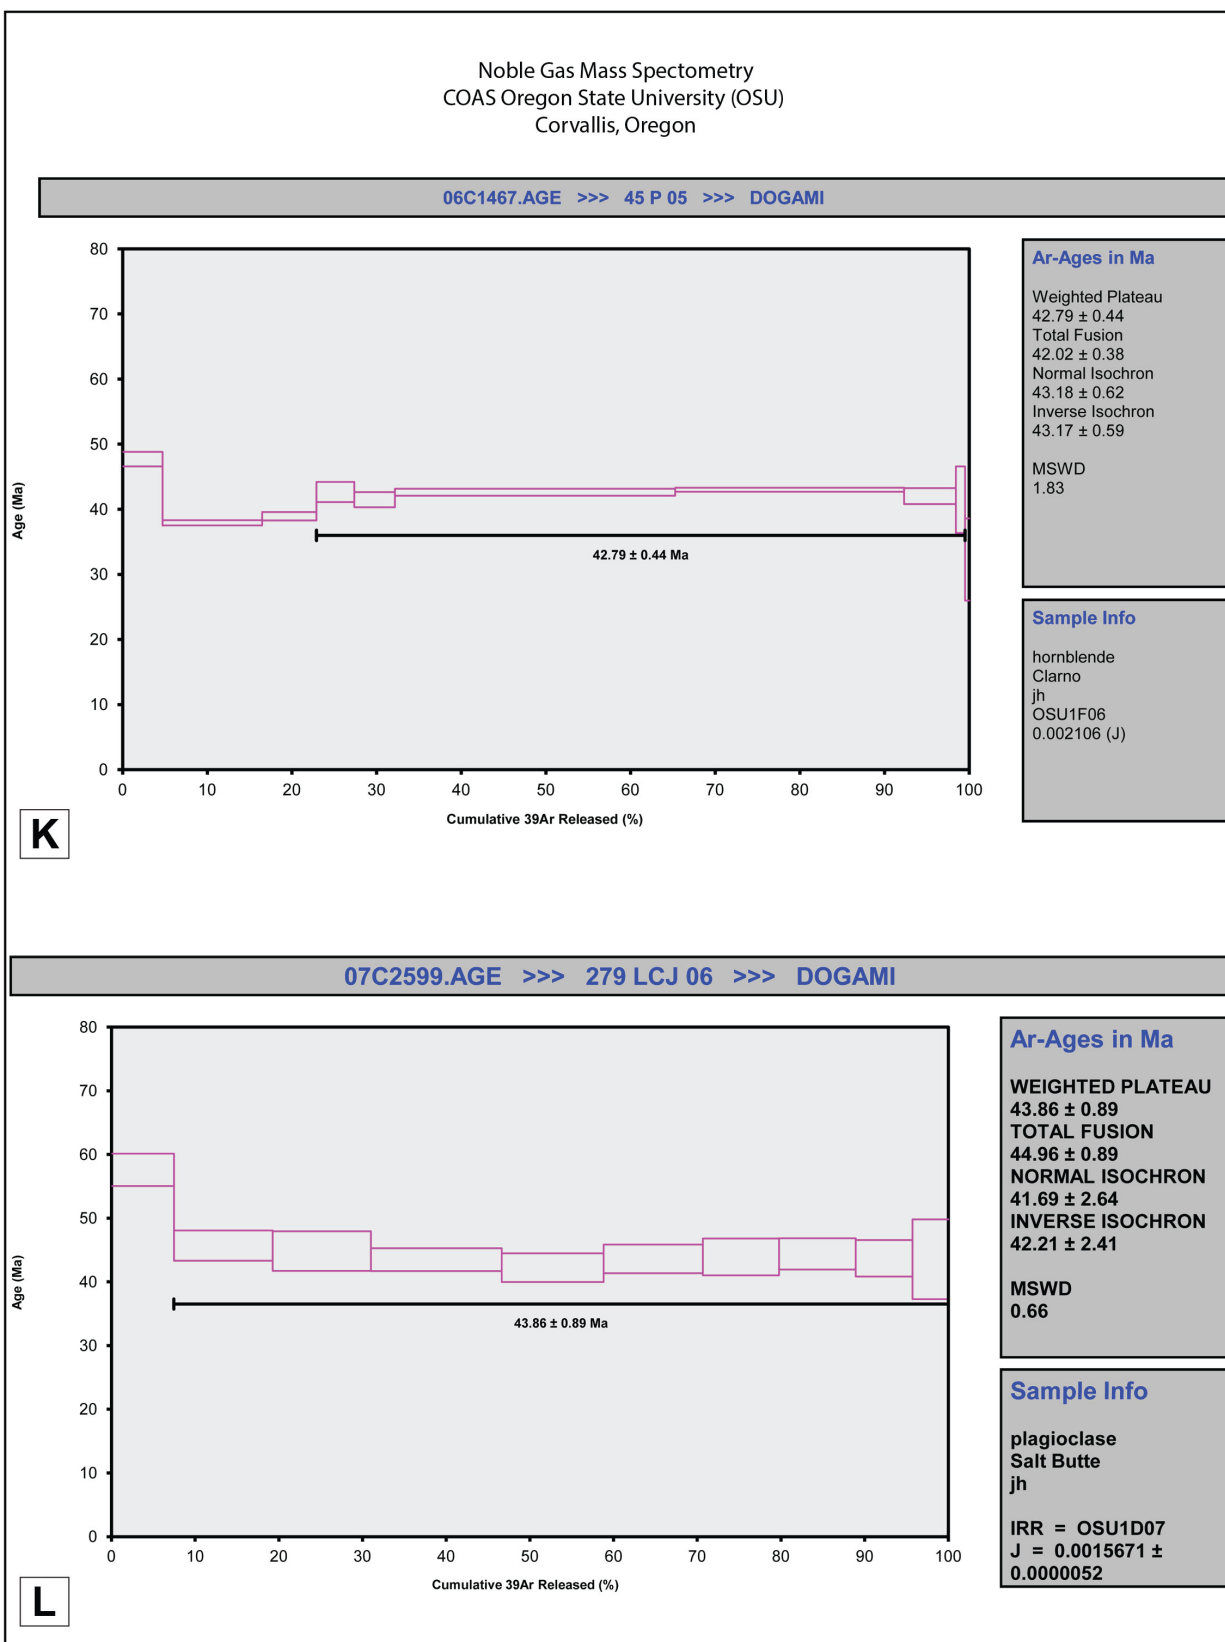 Noble Gas Mass Spectometry
COAS Oregon State University (OSU)
Corvallis, Oregon
06C1467.AGE >>> 45 P 05 >>> DOGAMI
80
70
60
50
40
30
20
10
0
Age (Ma)
42.79 ± 0.44 Ma
0 10 20 30 40 50 60 70 80 90 100
Cumulative 39Ar Released (%)
Ar-Ages in Ma
Weighted Plateau
42.79 ± 0.44
Total Fusion
42.02 ± 0.38
Normal Isochron
43.18 ± 0.62
Inverse Isochron
43.17 ± 0.59
MSWD
1.83
Sample Info
hornblende
Clarno
jh
OSU1F06
0.002106 (J)
K
07C2599.AGE >>> 279 LCJ 06 >>> DOGAMI
80
70
60
50
40
30
20
10
0
Age (Ma)
43.86 ± 0.89 Ma
0 10 20 30 40 50 60 70 80 90 100
Cumulative 39Ar Released (%)
Ar-Ages in Ma
WEIGHTED PLATEAU
43.86 ± 0.89
TOTAL FUSION
44.96 ± 0.89
NORMAL ISOCHRON
41.69 ± 2.64
INVERSE ISOCHRON
42.21 ± 2.41
MSWD
0.66
Sample Info
plagioclase
Salt Butte
jh
IRR = OSU1D07
J = 0.0015671 ±
0.0000052
L